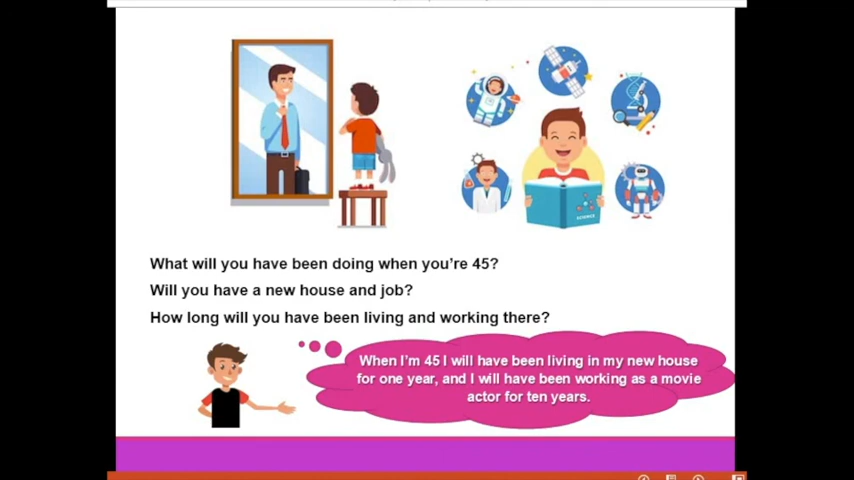 SCIENCE
What will you have been doing when you're 45?
Will you have a new house and job?
How long will you have been living and working there?
When I'm 45 I will have been living in my new house
for one year, and I will have been working as a movie
actor for ten years.